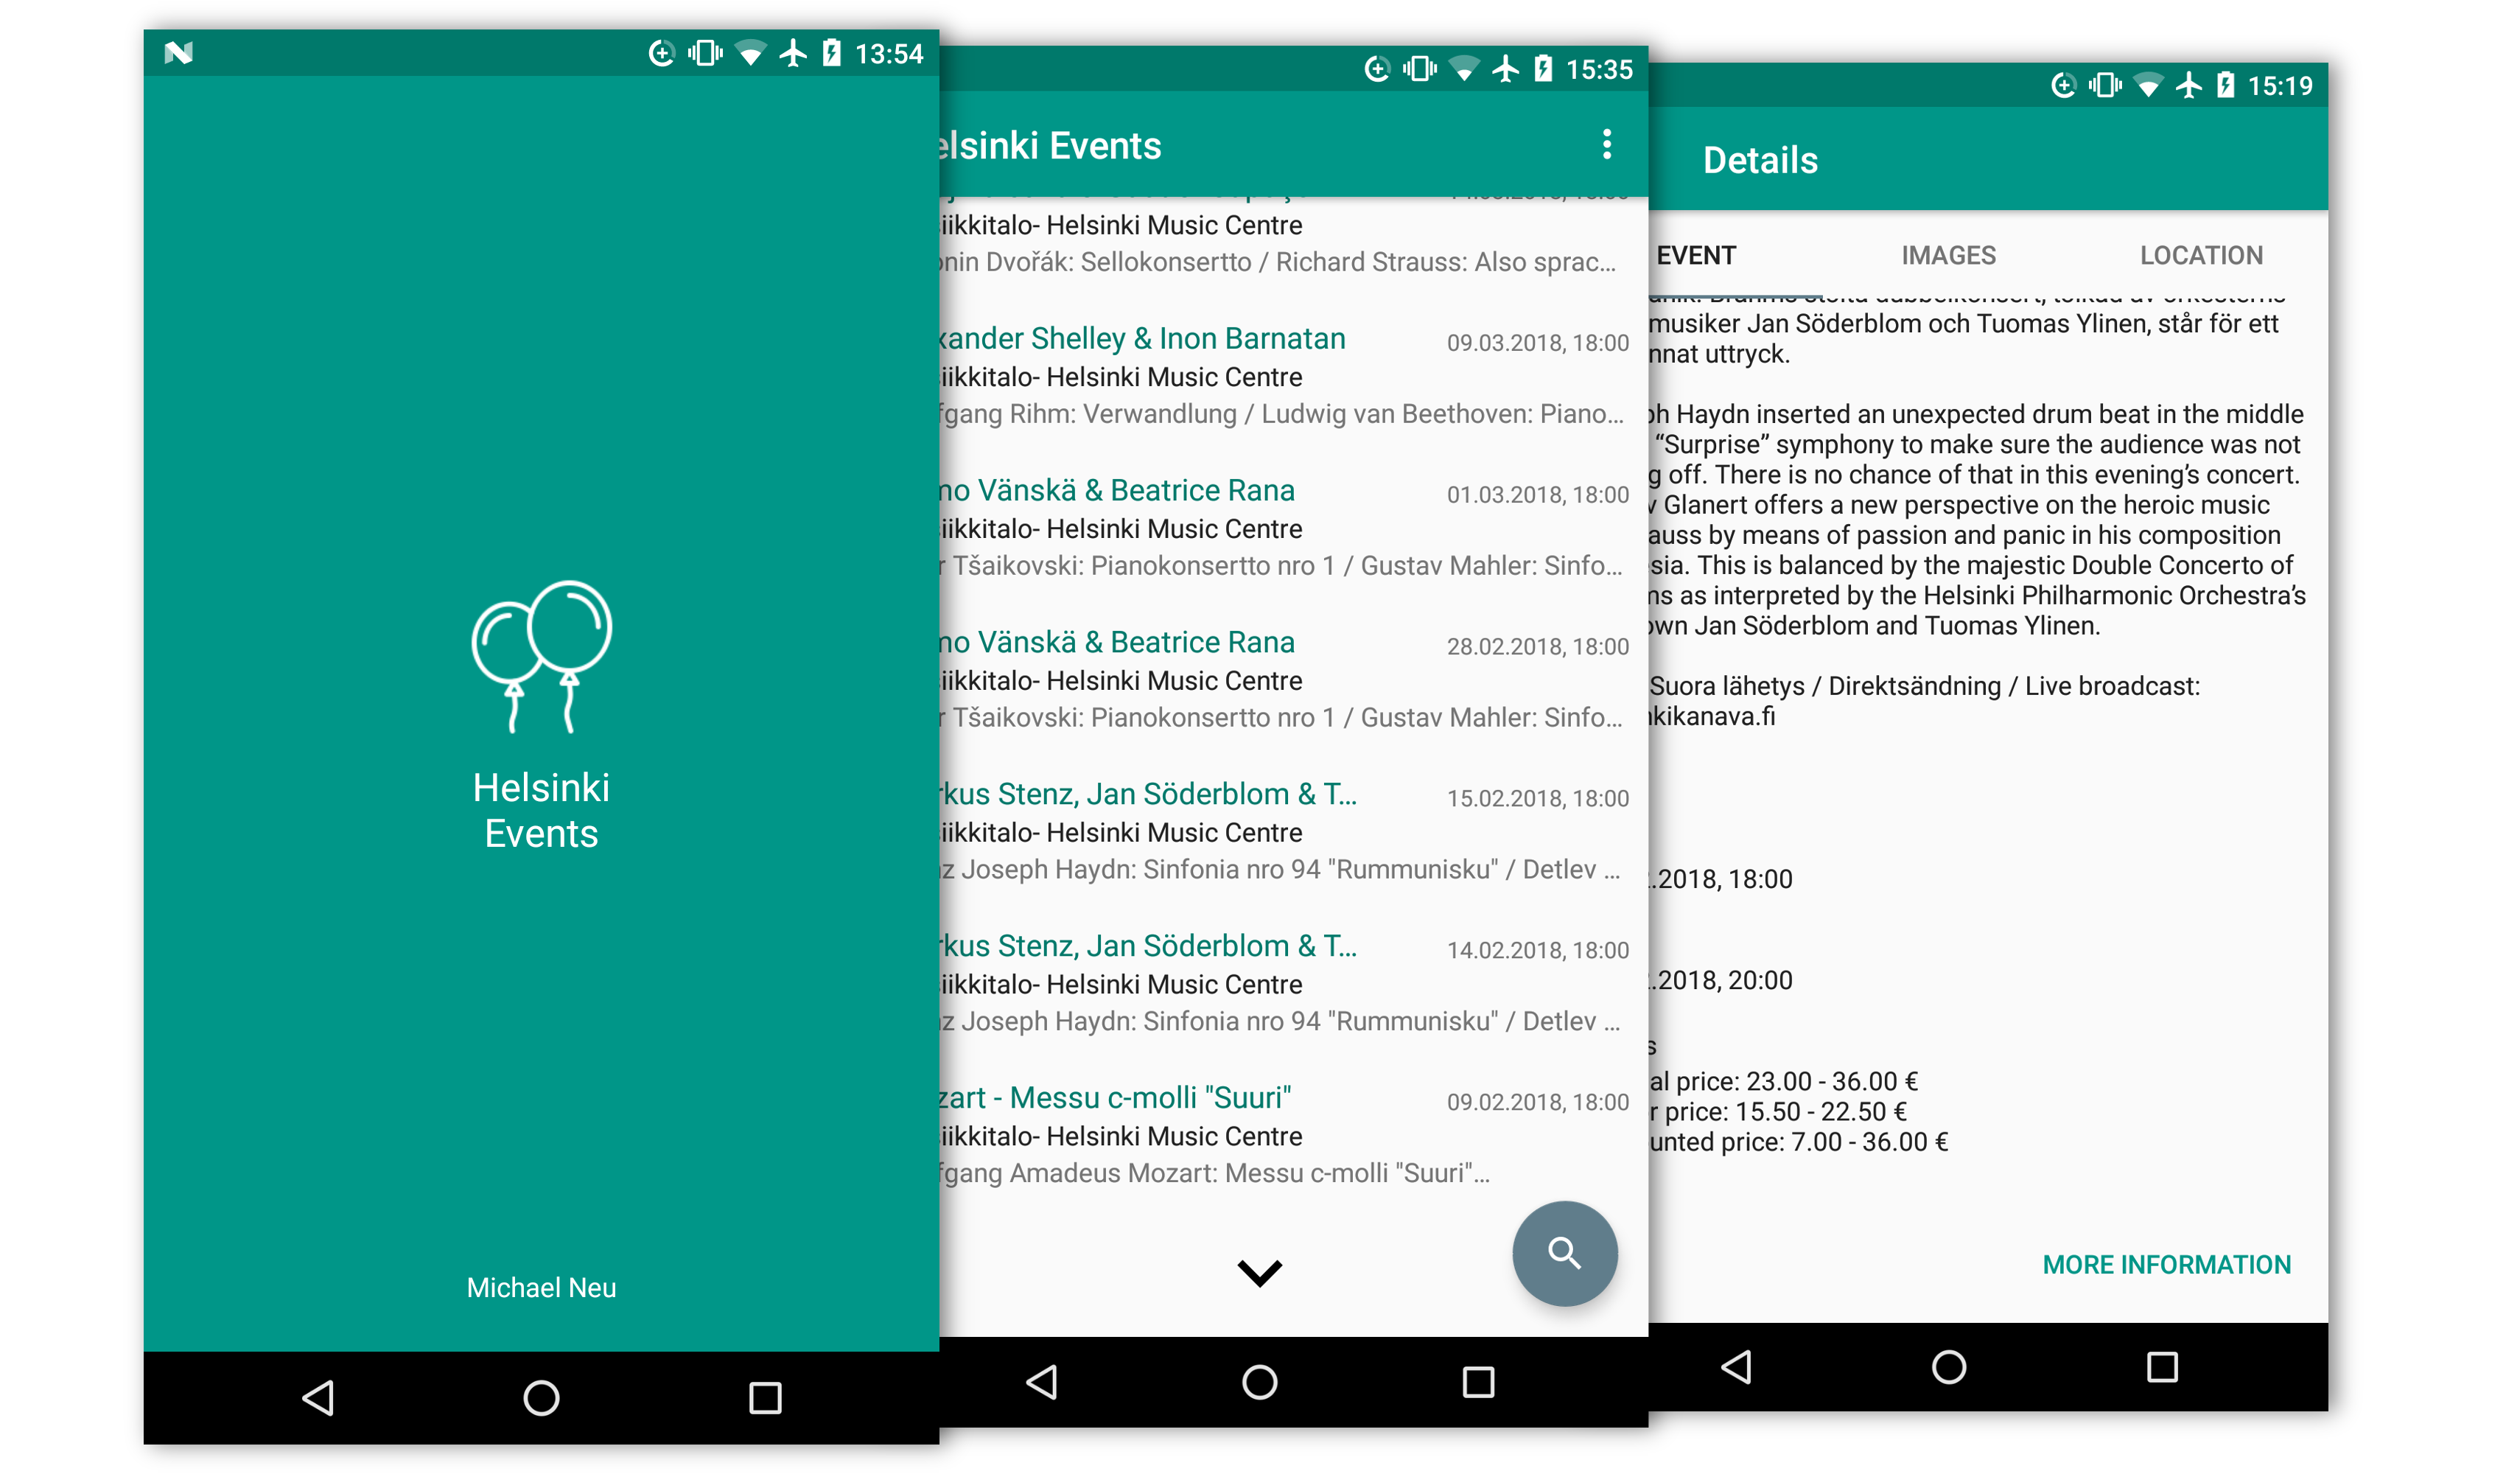 13:54
Helsinki
Events
Michael Neu
15:35
elsinki Events
iikkitalo- Helsinki Music Centre
nin Dvořák: Sellokonsertto / Richard Strauss: Also sprac...
xander Shelley & Inon Barnatan 09.03.2018, 18:00
iikkitalo- Helsinki Music Centre
fgang Rihm: Verwandlung / Ludwig van Beethoven: Piano...
mo Vänskä & Beatrice Rana 01.03.2018, 18:00
iikkitalo- Helsinki Music Centre
r Tšaikovski: Pianokonsertto nro 1 / Gustav Mahler: Sinfo...
mo Vänskä & Beatrice Rana 28.02.2018, 18:00
iikkitalo- Helsinki Music Centre
r Tšaikovski: Pianokonsertto nro 1 / Gustav Mahler: Sinfo...
rkus Stenz, Jan Söderblom & T... 15.02.2018, 18:00
iikkitalo- Helsinki Music Centre
nz Joseph Haydn: Sinfonia nro 94 "Rummunisku" / Detlev ...
rkus Stenz, Jan Söderblom & T... 14.02.2018, 18:00
iikkitalo- Helsinki Music Centre
nz Joseph Haydn: Sinfonia nro 94 "Rummunisku" / Detlev ...
zart - Messu c-molli "Suuri" 09.02.2018, 18:00
iikkitalo- Helsinki Music Centre
fgang Amadeus Mozart: Messu c-molli "Suuri"...
15:19
Details
EVENT IMAGES LOCATION
musiker Jan Söderblom och Tuomas Ylinen, står för ett
nnat uttryck.
ph Haydn inserted an unexpected drum beat in the middle
“Surprise” symphony to make sure the audience was not
g off. There is no chance of that in this evening’s concert.
v Glanert offers a new perspective on the heroic music
auss by means of passion and panic in his composition
sia. This is balanced by the majestic Double Concerto of
ns as interpreted by the Helsinki Philharmonic Orchestra’s
own Jan Söderblom and Tuomas Ylinen.
Suora lähetys / Direktsändning / Live broadcast:
nkikanava.fi
.2018, 18:00
.2018, 20:00
s
al price: 23.00 - 36.00 €
r price: 15.50 - 22.50 €
unted price: 7.00 - 36.00 €
MORE INFORMATION